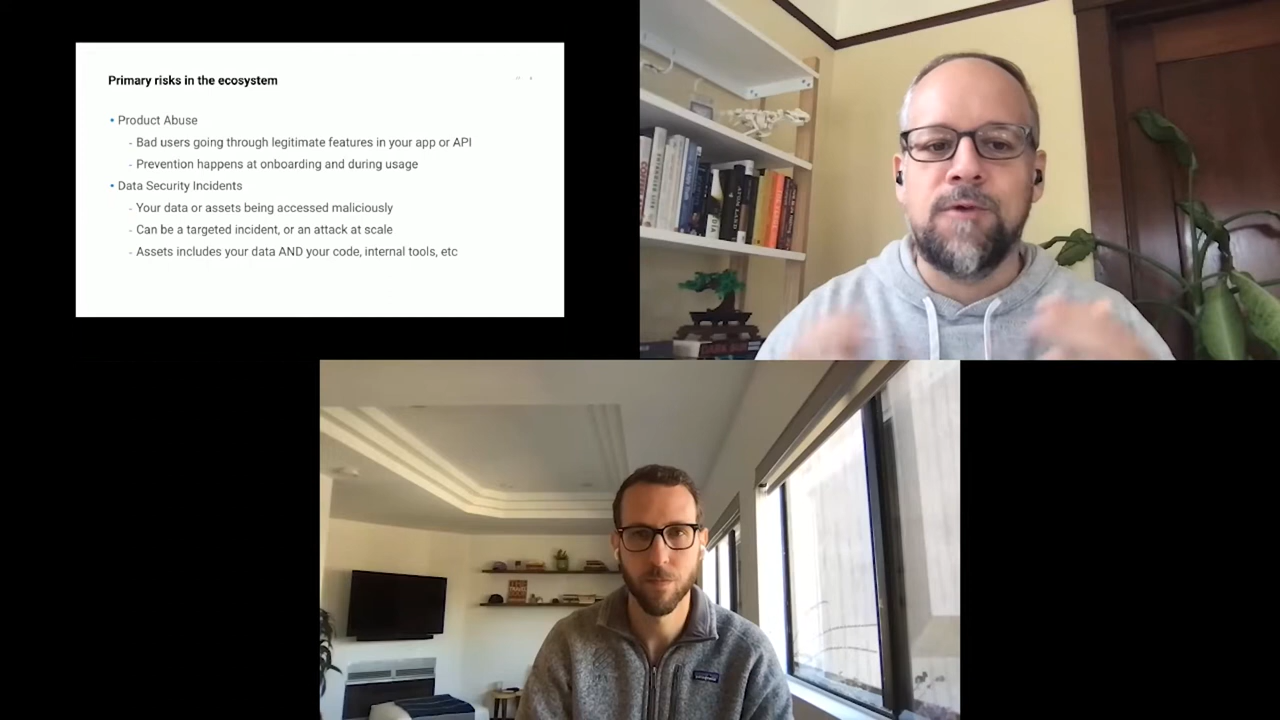 Primary risks in the ecosystem
• Product Abuse
- Bad users going through legitimate features in your app or API
- Prevention happens at onboarding and during usage
• Data Security Incidents
- Your data or assets being accessed maliciously
- Can be a targeted incident, or an attack at scale
- Assets includes your data AND your code, internal tools, etc
patagonia